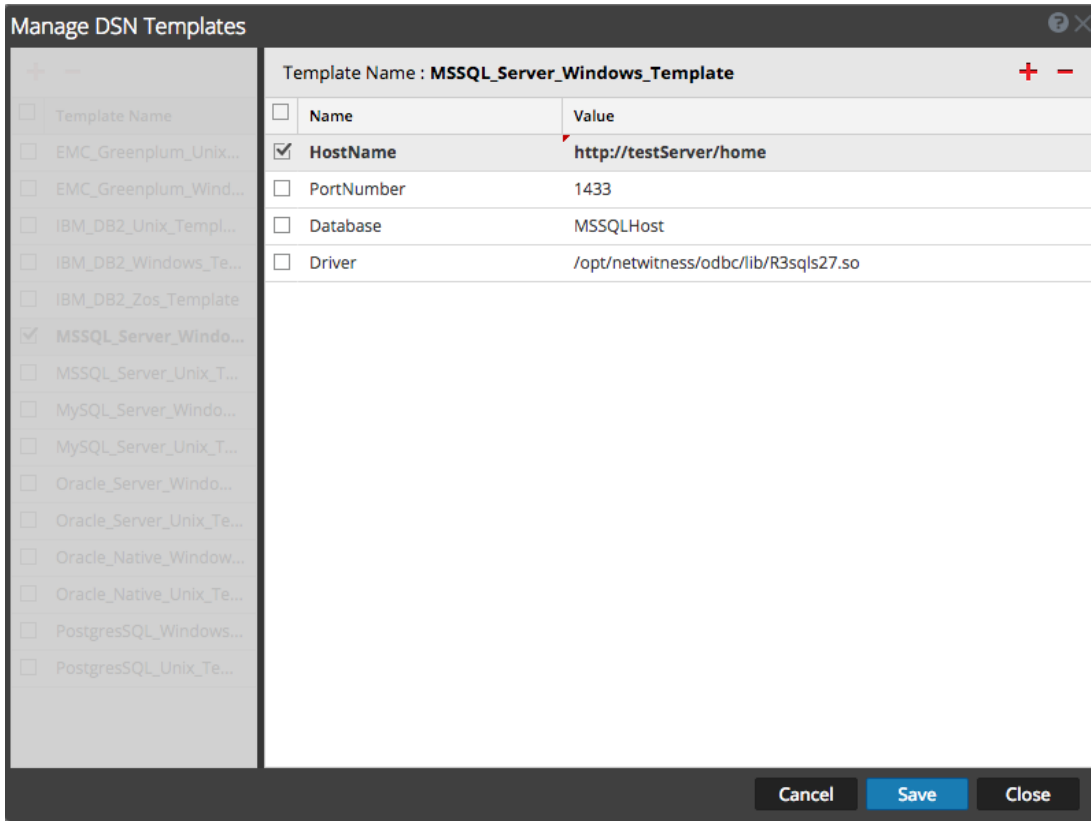 Manage DSN Templates
Template Name
EMC_Greenplum_Unix...
EMC_Greenplum_Wind...
IBM_DB2_Unix_Templ...
IBM_DB2_Windows_Te...
IBM_DB2_Zos_Template
MSSQL_Server_Windo...
MSSQL_Server_Unix_T...
MySQL_Server_Windo...
MySQL_Server_Unix_T...
Oracle_Server_Windo...
Oracle_Server_Unix_Te...
Oracle_Native_Window...
Oracle_Native_Unix_Te...
PostgresSQL_Windows...
PostgresSQL_Unix_Te...
Template Name : MSSQL_Server_Windows_Template
Name Value
HostName http://testServer/home
PortNumber 1433
Database MSSQLHost
Driver /opt/netwitness/odbc/lib/R3sqls27.so
Cancel Save Close